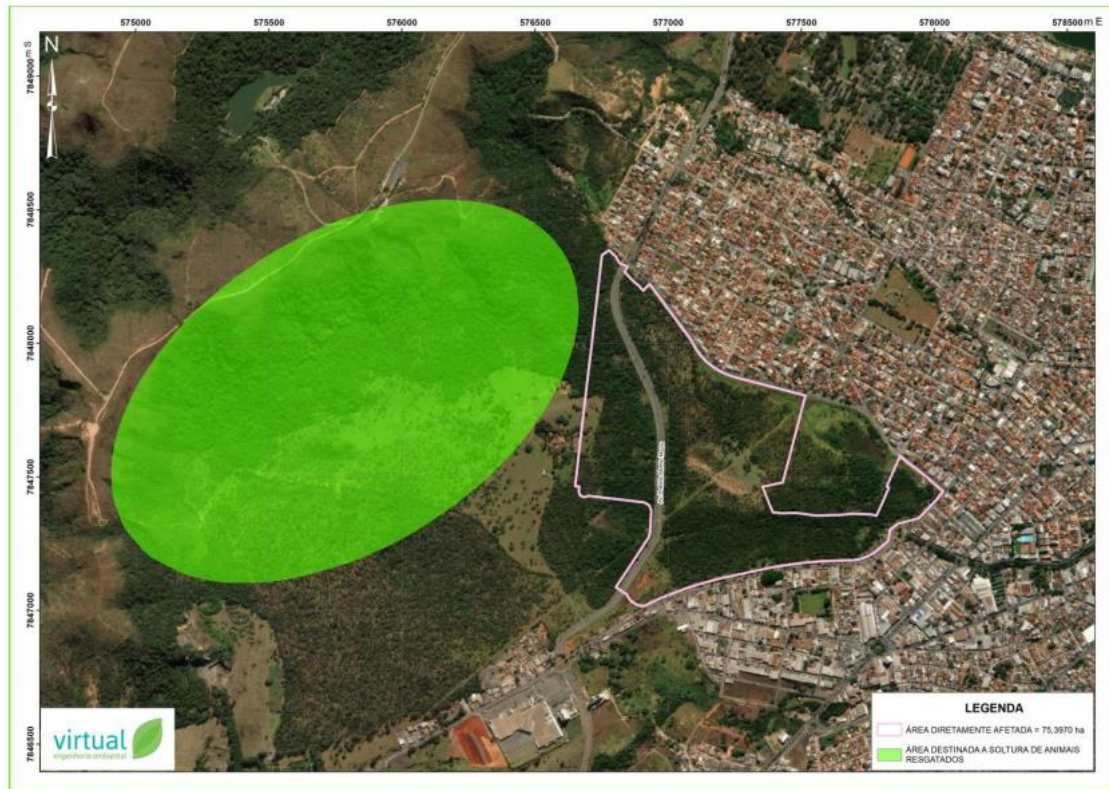 575000 575500 576000 576500 577000 577500 578000 578500 m E
m S
N
7849000
7848500
7848000
7847500
7847000
7846500
virtual
engenharia ambiental
LEGENDA
ÁREA DIRETAMENTE AFETADA = 75,3970 ha
ÁREA DESTINADA A SOLTURA DE ANIMAIS
RESGATADOS